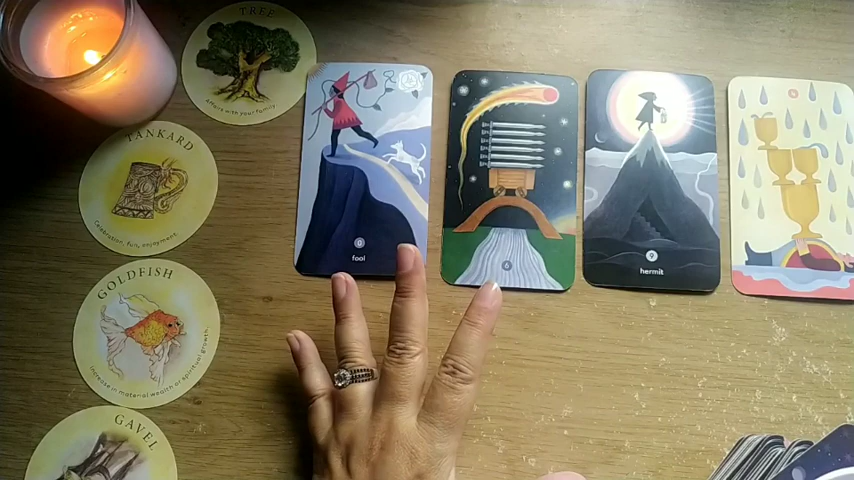 TREE
Affairs with your family.
TANKARD
Celebration, fun, enjoyment.
GOLDFISH
Increase in material wealth or spiritual growth.
GAVEL
0
fool
6
9
hermit